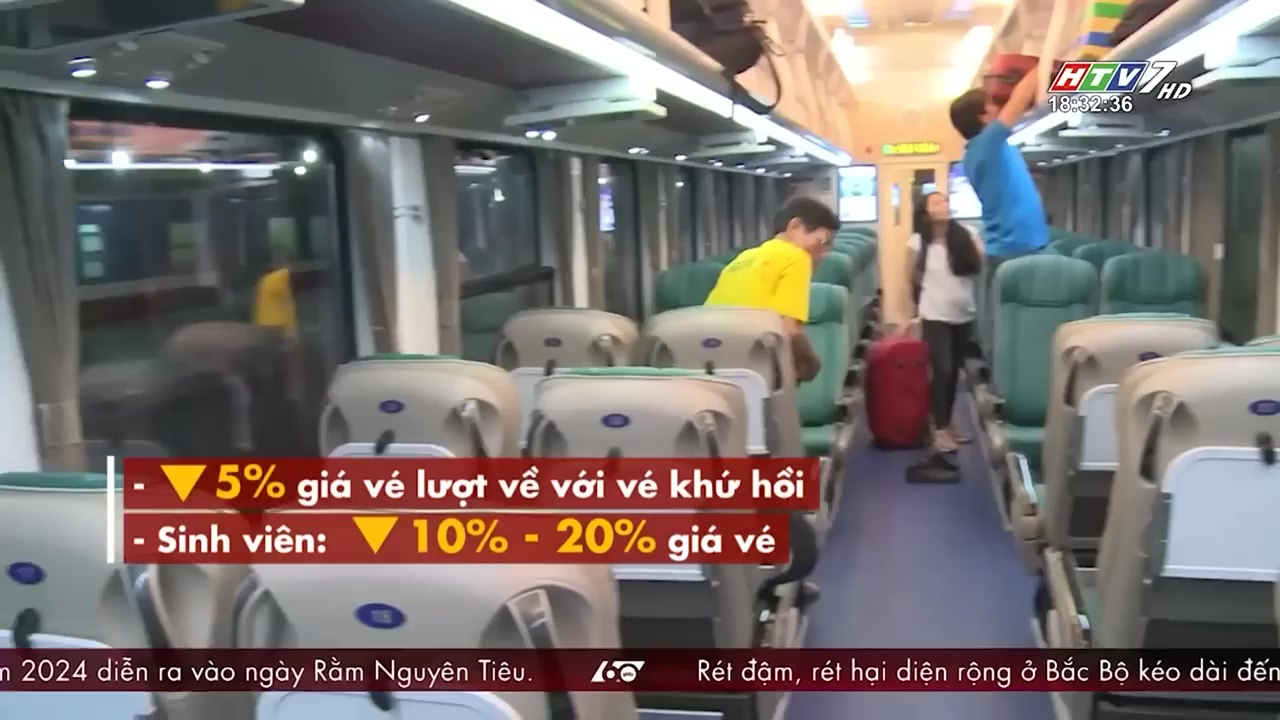 HTV7 HD
18:32:36
- ▼ 5% giá vé lượt về với vé khứ hồi
- Sinh viên: ▼ 10% - 20% giá vé
m 2024 diễn ra vào ngày Rằm Nguyên Tiêu. 60 giây Rét đậm, rét hại diện rộng ở Bắc Bộ kéo dài đến